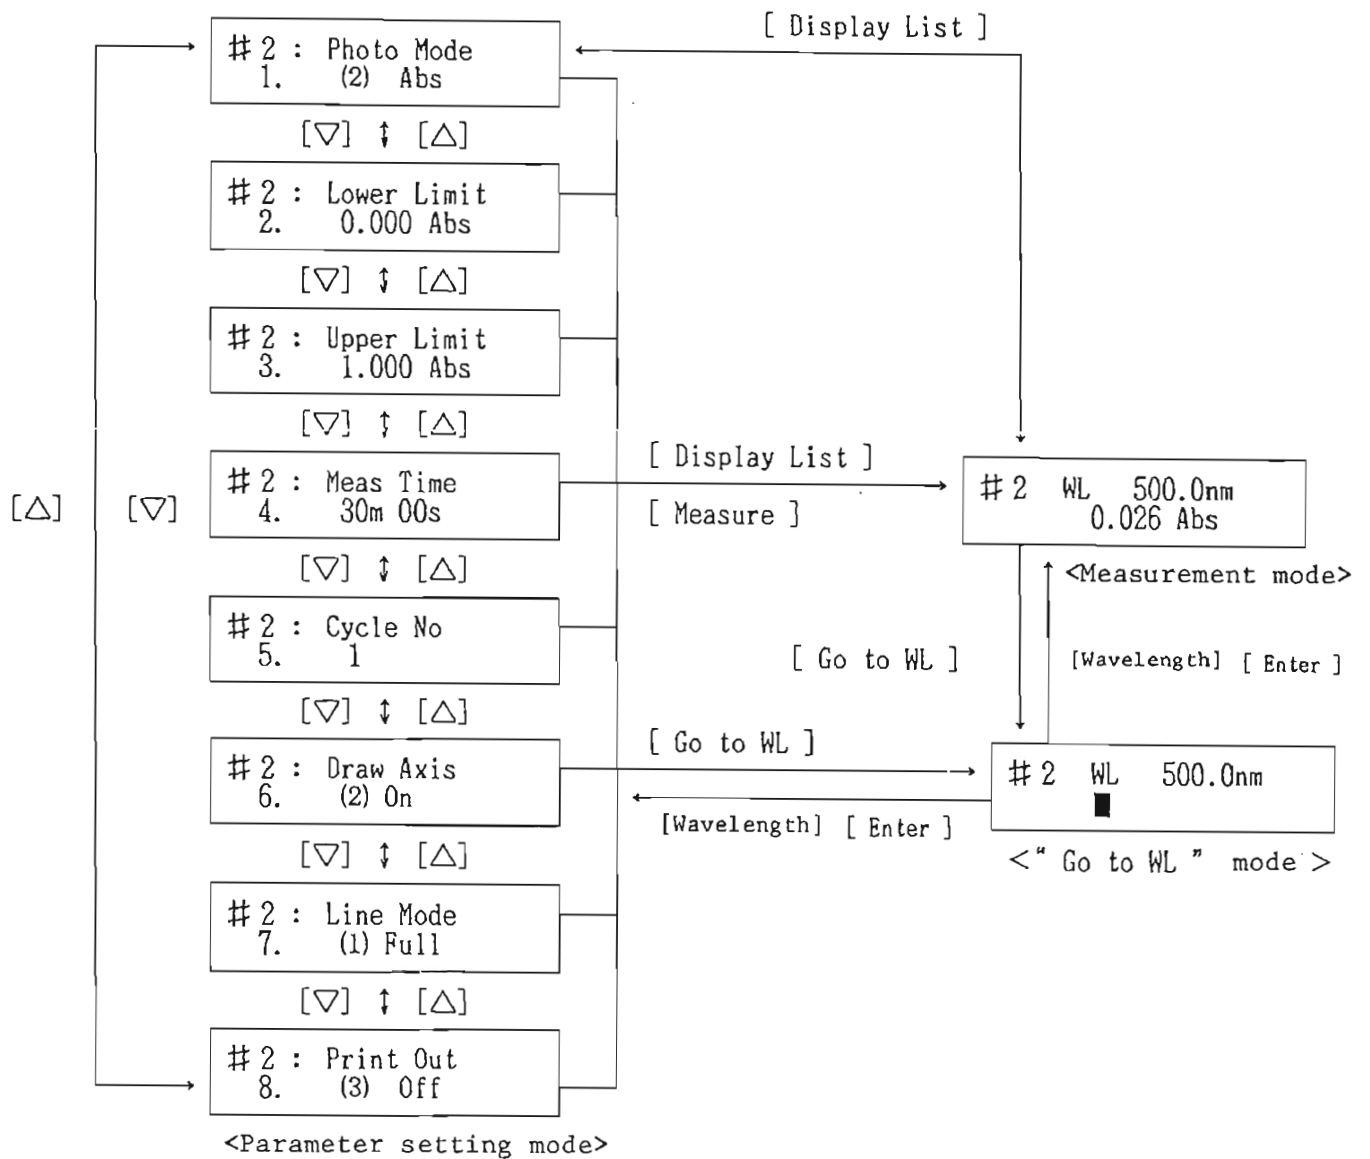 [ Display List ]
# 2 : Photo Mode
1. (2) Abs
[▽] ↕ [△]
# 2 : Lower Limit
2. 0.000 Abs
[▽] ↕ [△]
# 2 : Upper Limit
3. 1.000 Abs
[▽] ↕ [△]
# 2 : Meas Time
4. 30m 00s
[▽] ↕ [△]
# 2 : Cycle No
5. 1
[▽] ↕ [△]
# 2 : Draw Axis
6. (2) On
[▽] ↕ [△]
# 2 : Line Mode
7. (1) Full
[▽] ↕ [△]
# 2 : Print Out
8. (3) Off
<Parameter setting mode>
[△]
[▽]
[ Display List ]
[ Measure ]
# 2 WL 500.0nm
0.026 Abs
<Measurement mode>
[ Go to WL ]
[Wavelength] [ Enter ]
[ Go to WL ]
[Wavelength] [ Enter ]
# 2 WL 500.0nm
<" Go to WL " mode >